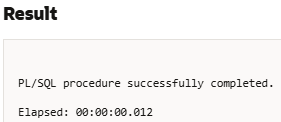 Result
PL/SQL procedure successfully completed.
Elapsed: 00:00:00.012